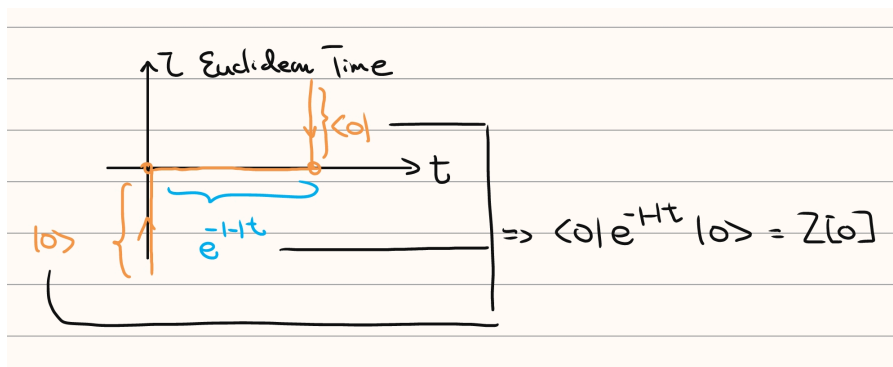 τ Euclidean Time
<0|
t
|0>
e^{-Ht}
=> <0|e^{-Ht}|0> = Z[0]